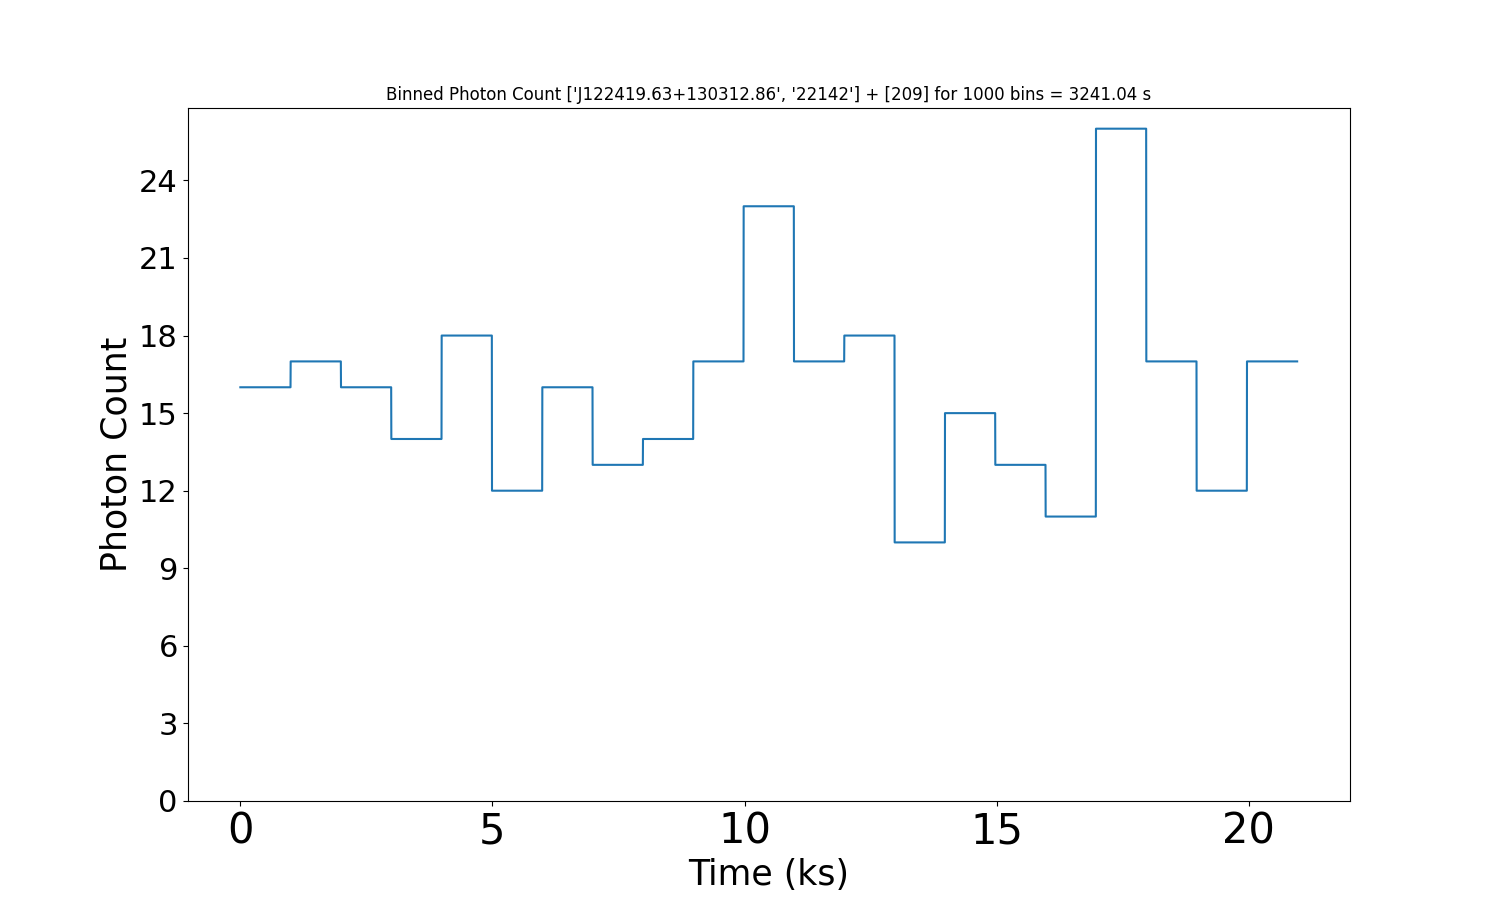 Binned Photon Count ['J122419.63+130312.86', '22142'] + [209] for 1000 bins = 3241.04 s
24
21
18
15
12
9
6
3
0
Photon Count
0 5 10 15 20
Time (ks)